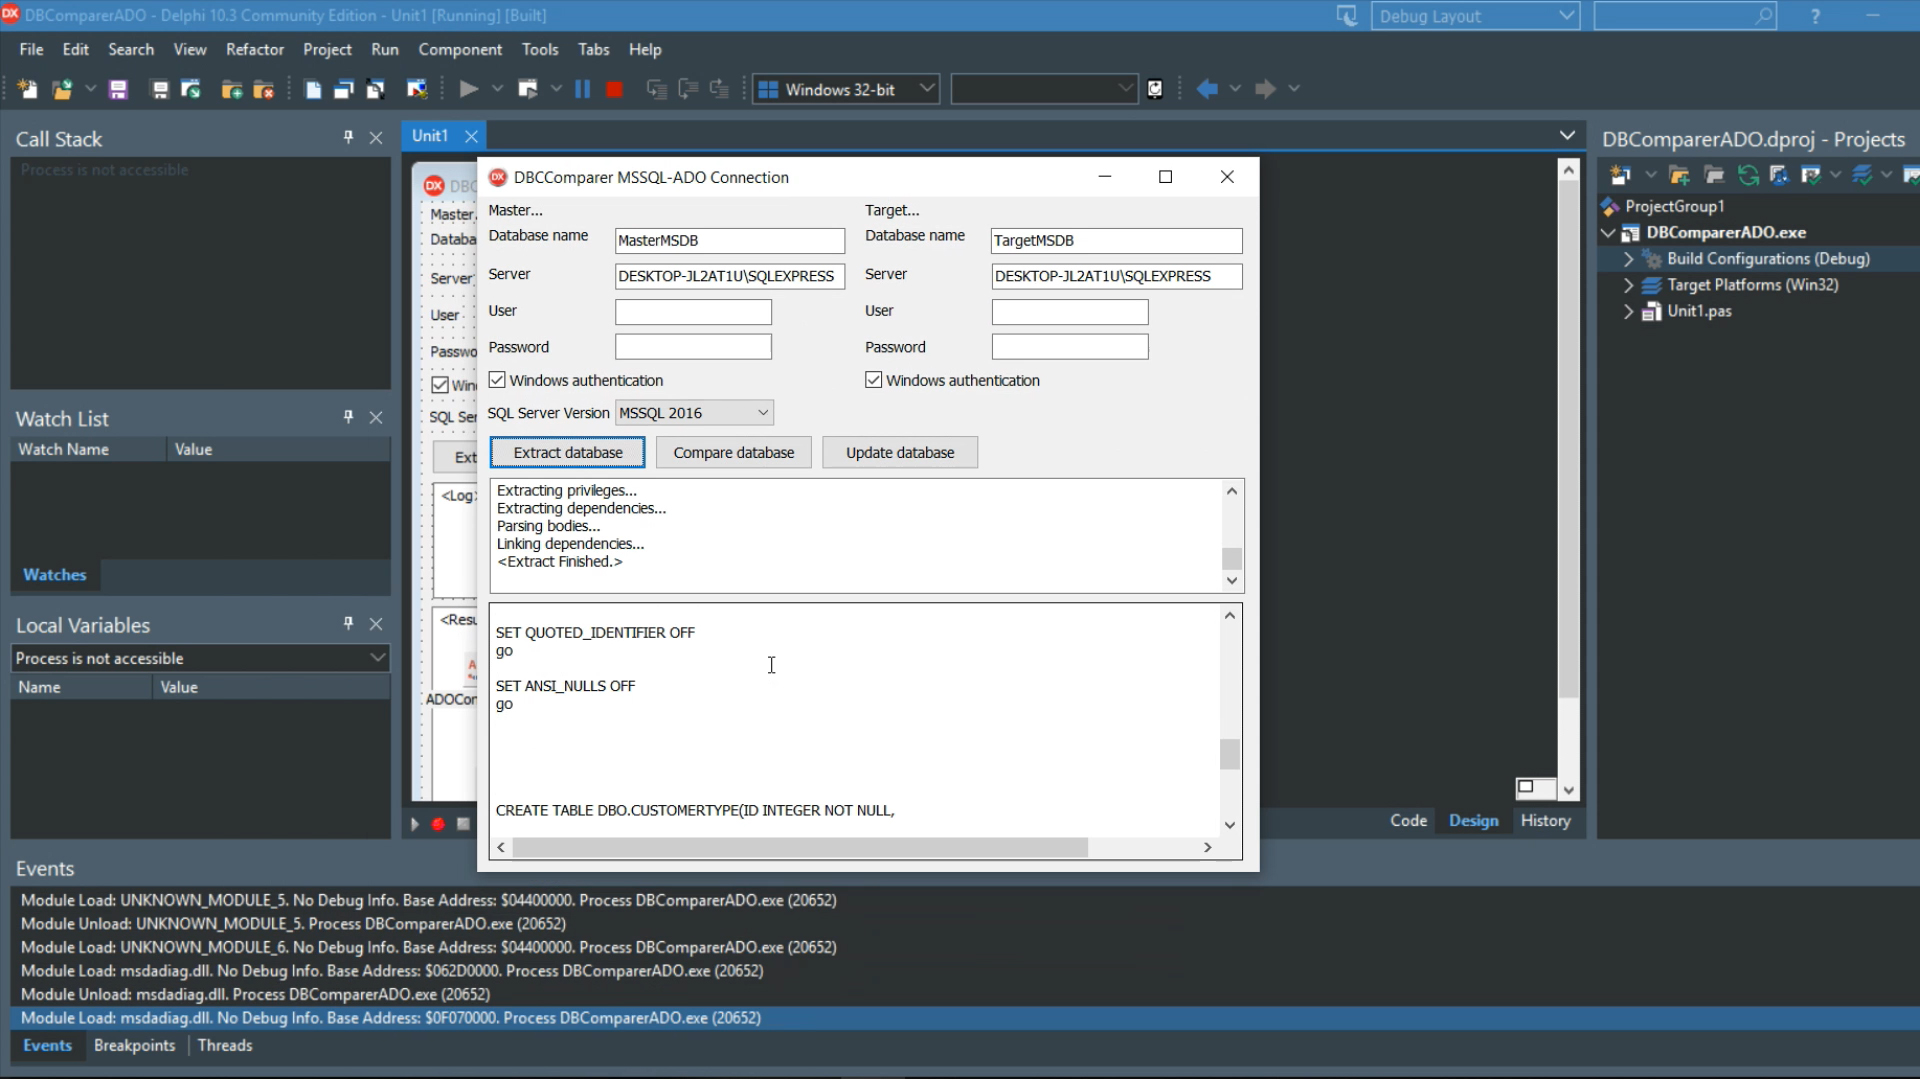 DX DBComparerADO - Delphi 10.3 Community Edition - Unit1 [Running] [Built]
Debug Layout
?
File Edit Search View Refactor Project Run Component Tools Tabs Help
Windows 32-bit
Call Stack
Process is not accessible
Unit1
DBComparerADO.dproj - Projects
ProjectGroup1
DBComparerADO.exe
Build Configurations (Debug)
Target Platforms (Win32)
Unit1.pas
Watch List
Watch Name Value
Watches
Local Variables
Process is not accessible
Name Value
DX DBC
Master.
Databa
Server
User
Passwo
Win
SQL Ser
Ext
<Log>
<Resu
ADOCon
DX DBCComparer MSSQL-ADO Connection
Master... Target...
Database name MasterMSDB Database name TargetMSDB
Server DESKTOP-JL2AT1U\SQLEXPRESS Server DESKTOP-JL2AT1U\SQLEXPRESS
User User
Password Password
Windows authentication Windows authentication
SQL Server Version MSSQL 2016
Extract database Compare database Update database
Extracting privileges...
Extracting dependencies...
Parsing bodies...
Linking dependencies...
<Extract Finished.>
SET QUOTED_IDENTIFIER OFF
go
SET ANSI_NULLS OFF
go
CREATE TABLE DBO.CUSTOMERTYPE(ID INTEGER NOT NULL,
Code Design History
Events
Module Load: UNKNOWN_MODULE_5. No Debug Info. Base Address: $04400000. Process DBComparerADO.exe (20652)
Module Unload: UNKNOWN_MODULE_5. Process DBComparerADO.exe (20652)
Module Load: UNKNOWN_MODULE_6. No Debug Info. Base Address: $04400000. Process DBComparerADO.exe (20652)
Module Load: msdadiag.dll. No Debug Info. Base Address: $062D0000. Process DBComparerADO.exe (20652)
Module Unload: msdadiag.dll. Process DBComparerADO.exe (20652)
Module Load: msdadiag.dll. No Debug Info. Base Address: $0F070000. Process DBComparerADO.exe (20652)
Events Breakpoints Threads